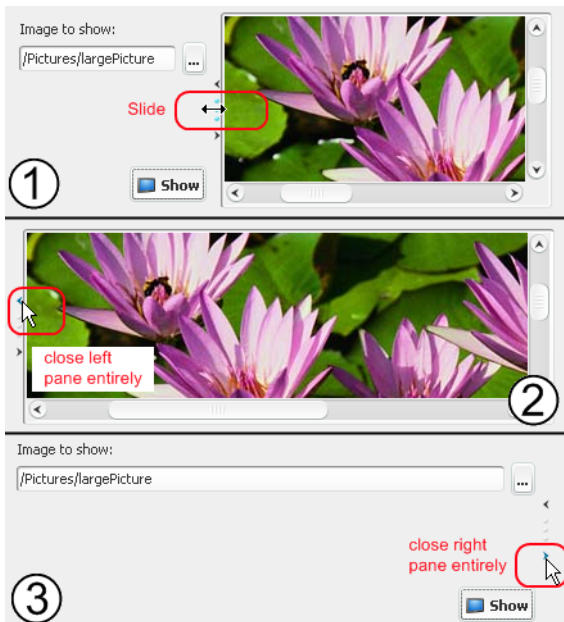 Image to show:
/Pictures/largePicture
...
Slide
Show
1
close left
pane entirely
2
Image to show:
/Pictures/largePicture
...
close right
pane entirely
Show
3